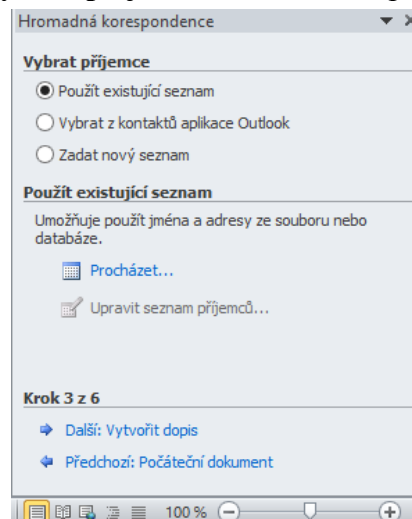 Hromadná korespondence
Vybrat příjemce
Použít existující seznam
Vybrat z kontaktů aplikace Outlook
Zadat nový seznam
Použít existující seznam
Umožňuje použít jména a adresy ze souboru nebo
databáze.
Procházet...
Upravit seznam příjemců...
Krok 3 z 6
Další: Vytvořit dopis
Předchozí: Počáteční dokument
100 %